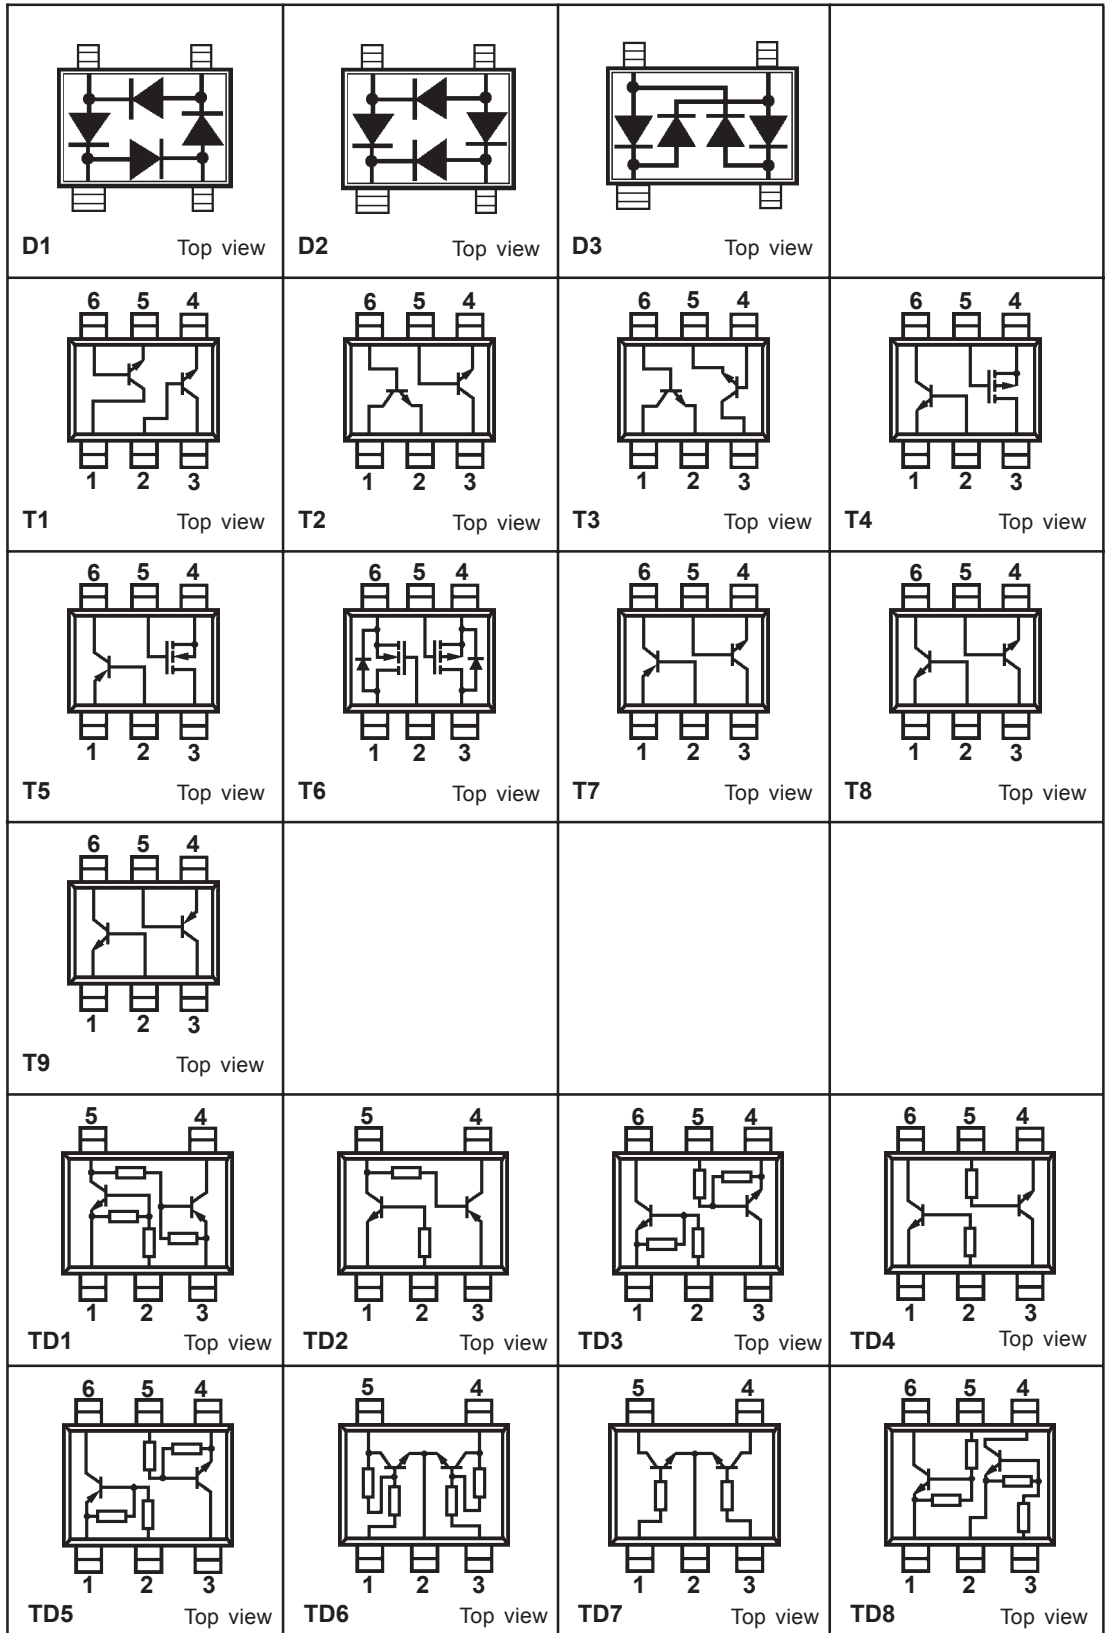 D1 Top view
D2 Top view
D3 Top view
6 5 4
1 2 3
T1 Top view
6 5 4
1 2 3
T2 Top view
6 5 4
1 2 3
T3 Top view
6 5 4
1 2 3
T4 Top view
6 5 4
1 2 3
T5 Top view
6 5 4
1 2 3
T6 Top view
6 5 4
1 2 3
T7 Top view
6 5 4
1 2 3
T8 Top view
6 5 4
1 2 3
T9 Top view
5 4
1 2 3
TD1 Top view
5 4
1 2 3
TD2 Top view
6 5 4
1 2 3
TD3 Top view
6 5 4
1 2 3
TD4 Top view
6 5 4
1 2 3
TD5 Top view
5 4
1 2 3
TD6 Top view
5 4
1 2 3
TD7 Top view
6 5 4
1 2 3
TD8 Top view